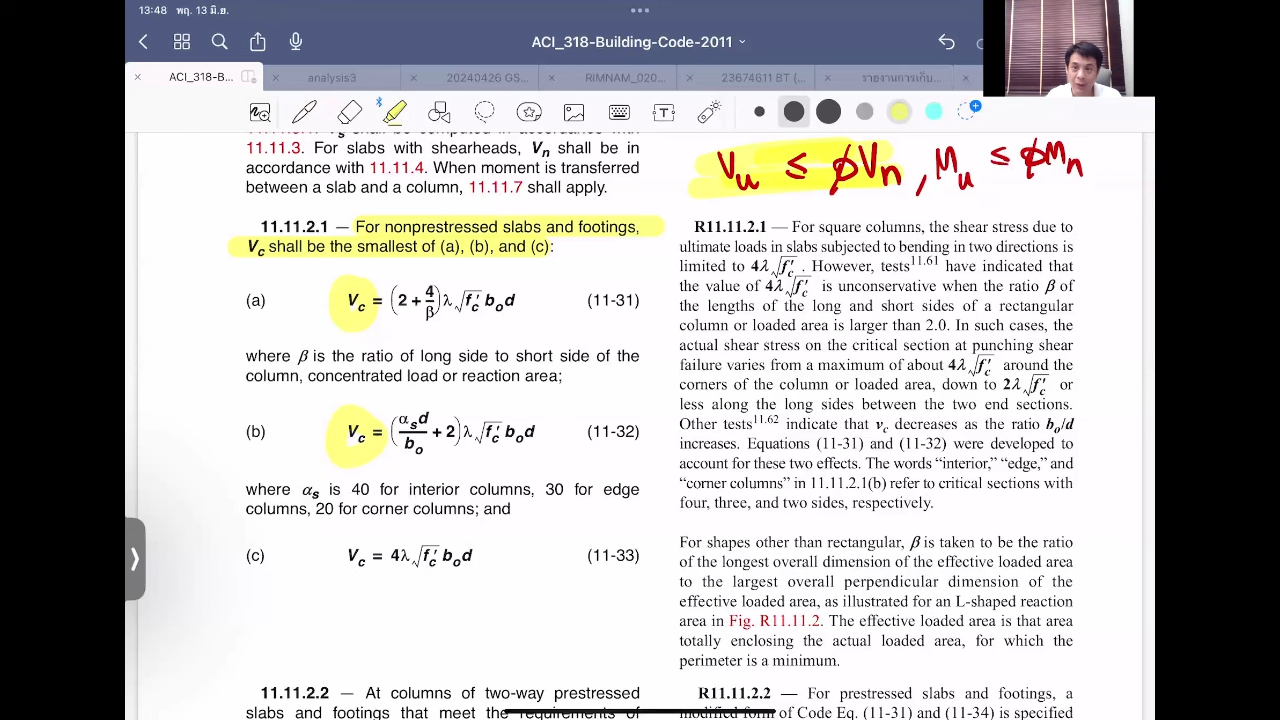 13:48 พฤ. 13 มิ.ย.
ACI_318-Building-Code-2011
ACI_318-B...
analysis
20240426 GS...
RIMNAM_020...
23674611 ET (...
รายงานการเก็บ...
11.11.3. Vs shall be computed in accordance with
11.11.3. For slabs with shearheads, Vn shall be in
accordance with 11.11.4. When moment is transferred
between a slab and a column, 11.11.7 shall apply.
Vu ≤ φVn , Mu ≤ φMn
11.11.2.1 — For nonprestressed slabs and footings,
Vc shall be the smallest of (a), (b), and (c):
(a) Vc = (2 + 4/β) λ√fc′ bod (11-31)
where β is the ratio of long side to short side of the
column, concentrated load or reaction area;
(b) Vc = (αsd/bo + 2) λ√fc′ bod (11-32)
where αs is 40 for interior columns, 30 for edge
columns, 20 for corner columns; and
(c) Vc = 4λ√fc′ bod (11-33)
11.11.2.2 — At columns of two-way prestressed
slabs and footings that meet the requirements of
R11.11.2.1 — For square columns, the shear stress due to
ultimate loads in slabs subjected to bending in two directions is
limited to 4λ√fc′ . However, tests11.61 have indicated that
the value of 4λ√fc′ is unconservative when the ratio β of
the lengths of the long and short sides of a rectangular
column or loaded area is larger than 2.0. In such cases, the
actual shear stress on the critical section at punching shear
failure varies from a maximum of about 4λ√fc′ around the
corners of the column or loaded area, down to 2λ√fc′ or
less along the long sides between the two end sections.
Other tests11.62 indicate that vc decreases as the ratio bo/d
increases. Equations (11-31) and (11-32) were developed to
account for these two effects. The words “interior,” “edge,” and
“corner columns” in 11.11.2.1(b) refer to critical sections with
four, three, and two sides, respectively.
For shapes other than rectangular, β is taken to be the ratio
of the longest overall dimension of the effective loaded area
to the largest overall perpendicular dimension of the
effective loaded area, as illustrated for an L-shaped reaction
area in Fig. R11.11.2. The effective loaded area is that area
totally enclosing the actual loaded area, for which the
perimeter is a minimum.
R11.11.2.2 — For prestressed slabs and footings, a
modified form of Code Eq. (11-31) and (11-34) is specified